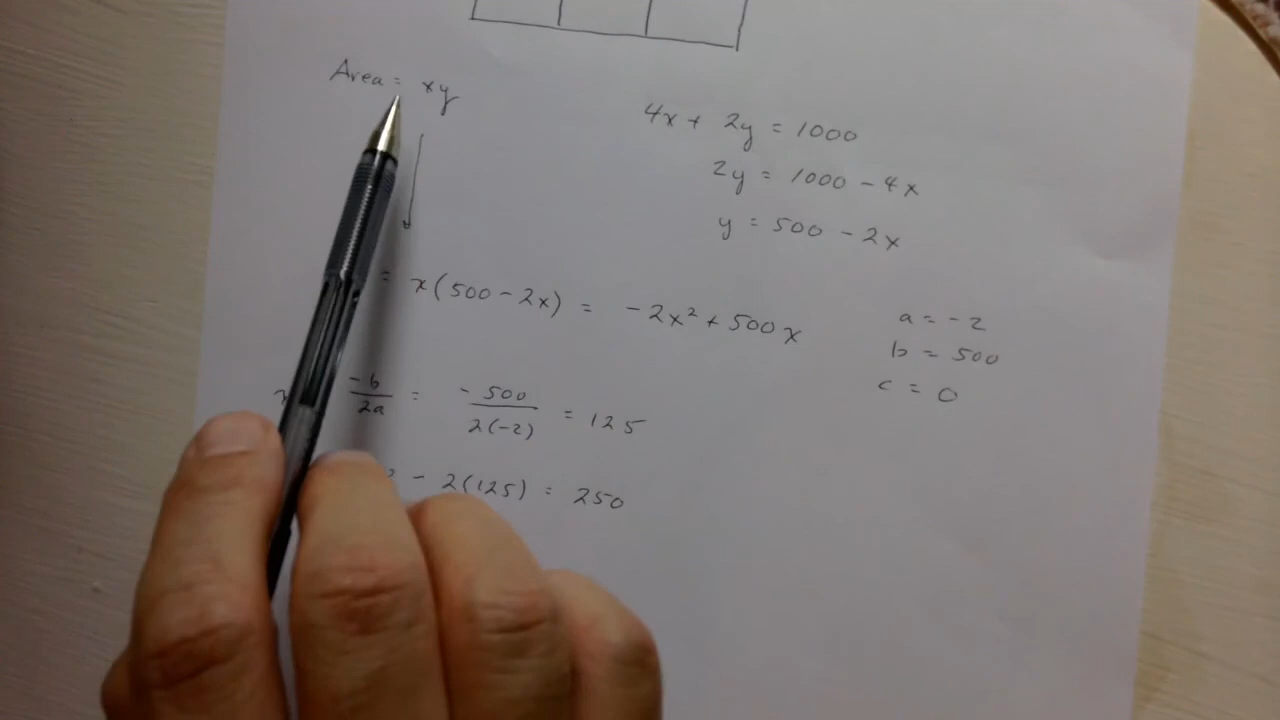 Area = xy
4x + 2y = 1000
2y = 1000 - 4x
y = 500 - 2x
= x(500 - 2x) = -2x² + 500x
a = -2
b = 500
c = 0
-b/2a = -500/2(-2) = 125
- 2(125) = 250